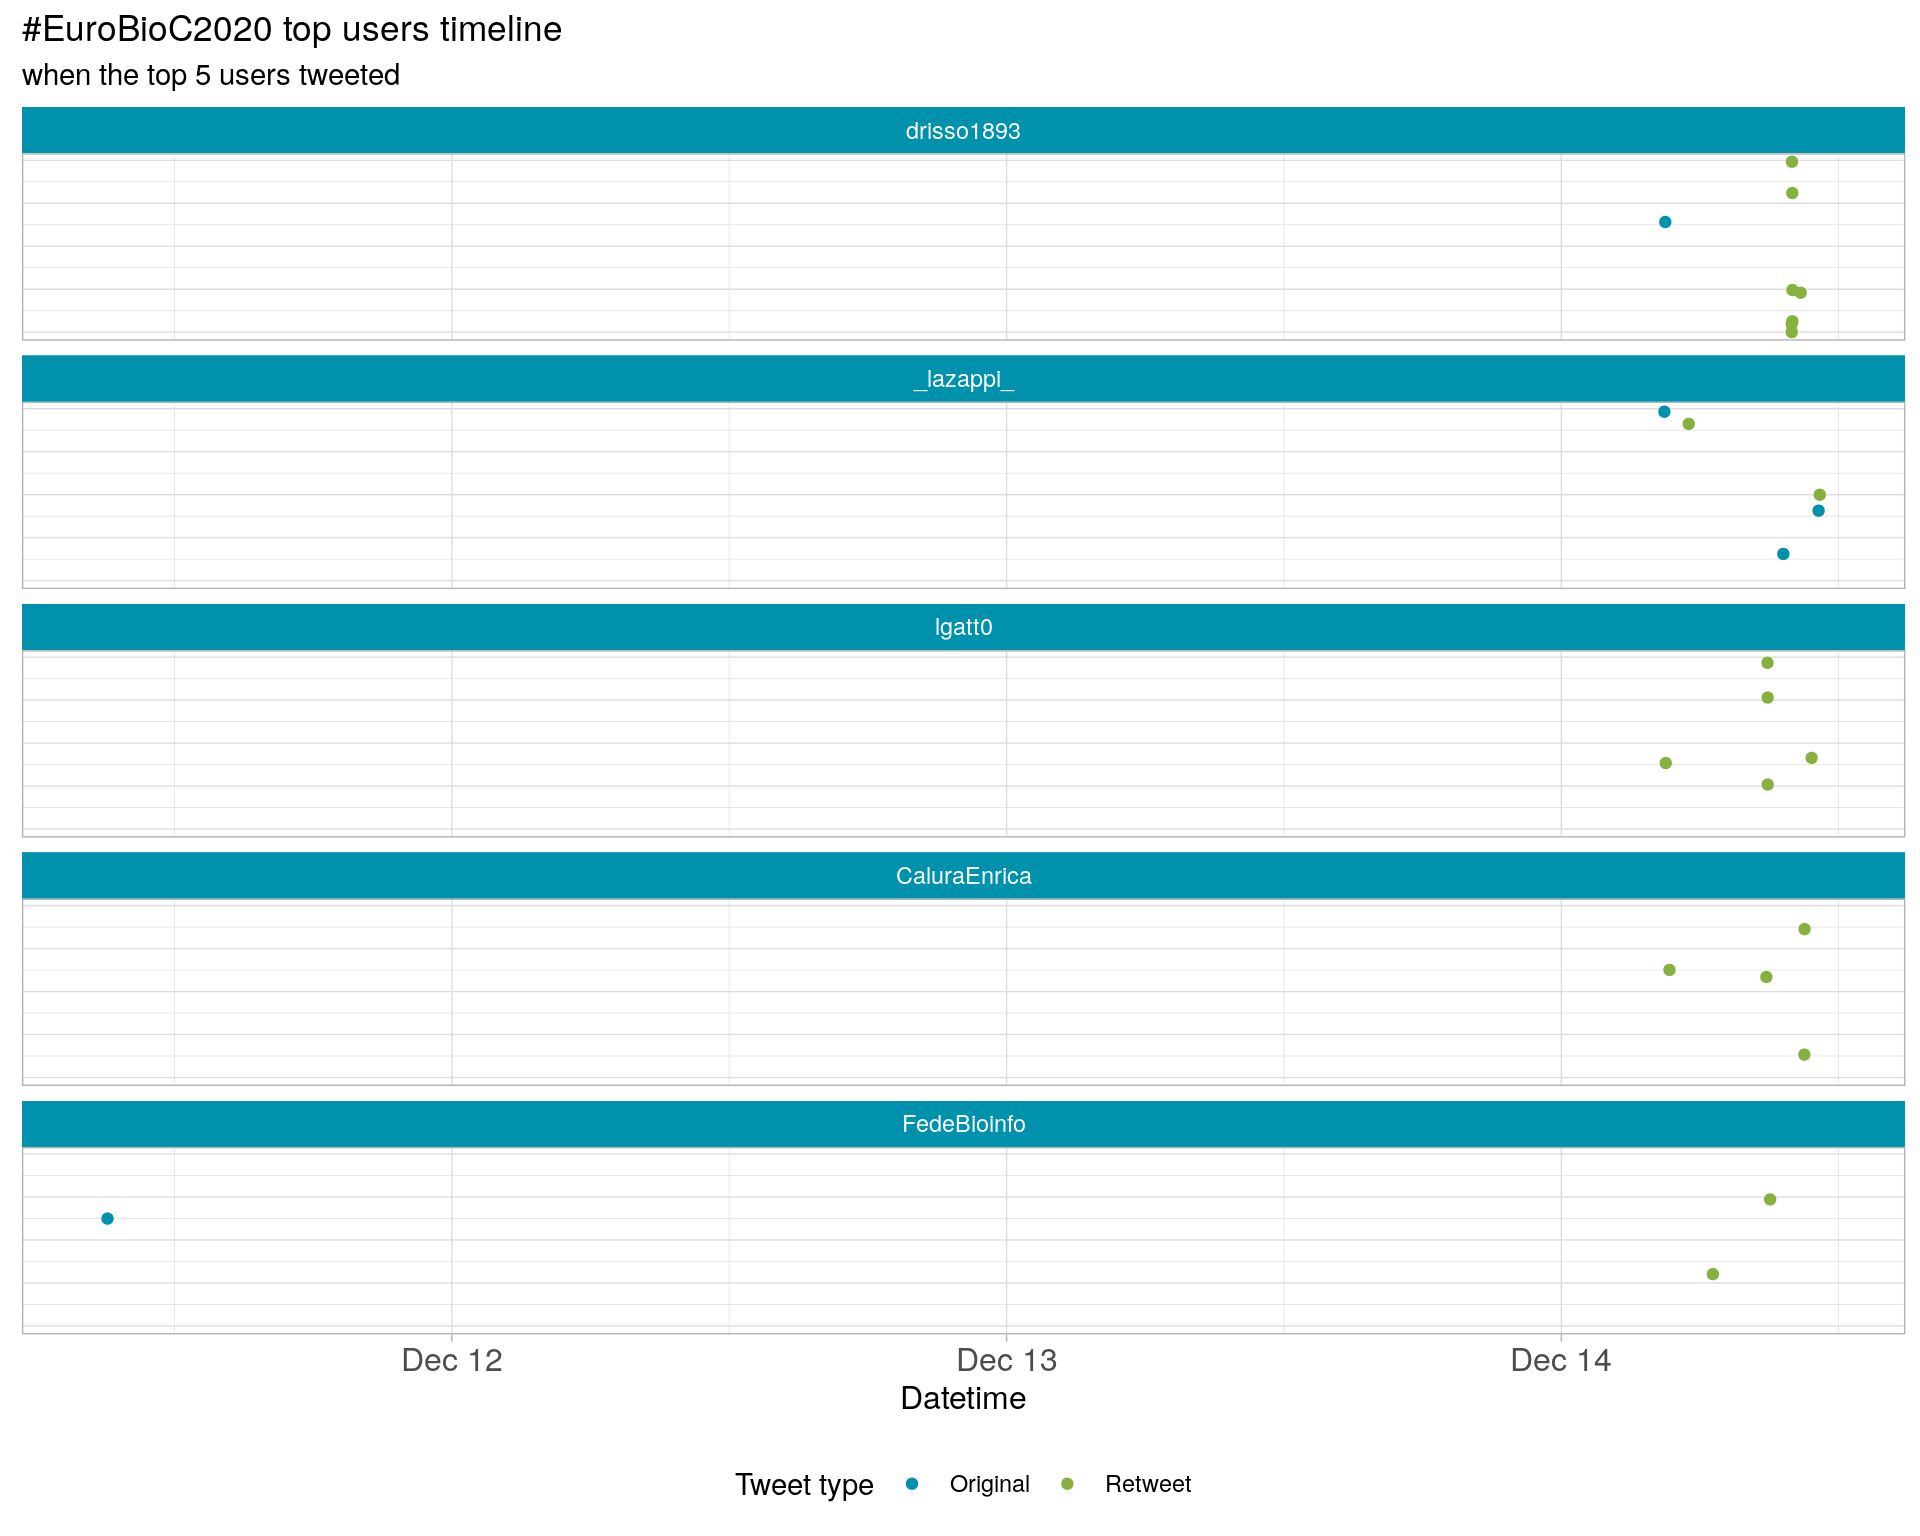 #EuroBioC2020 top users timeline
when the top 5 users tweeted
drisso1893
_lazappi_
lgatt0
CaluraEnrica
FedeBioinfo
Dec 12 Dec 13 Dec 14
Datetime
Tweet type Original Retweet